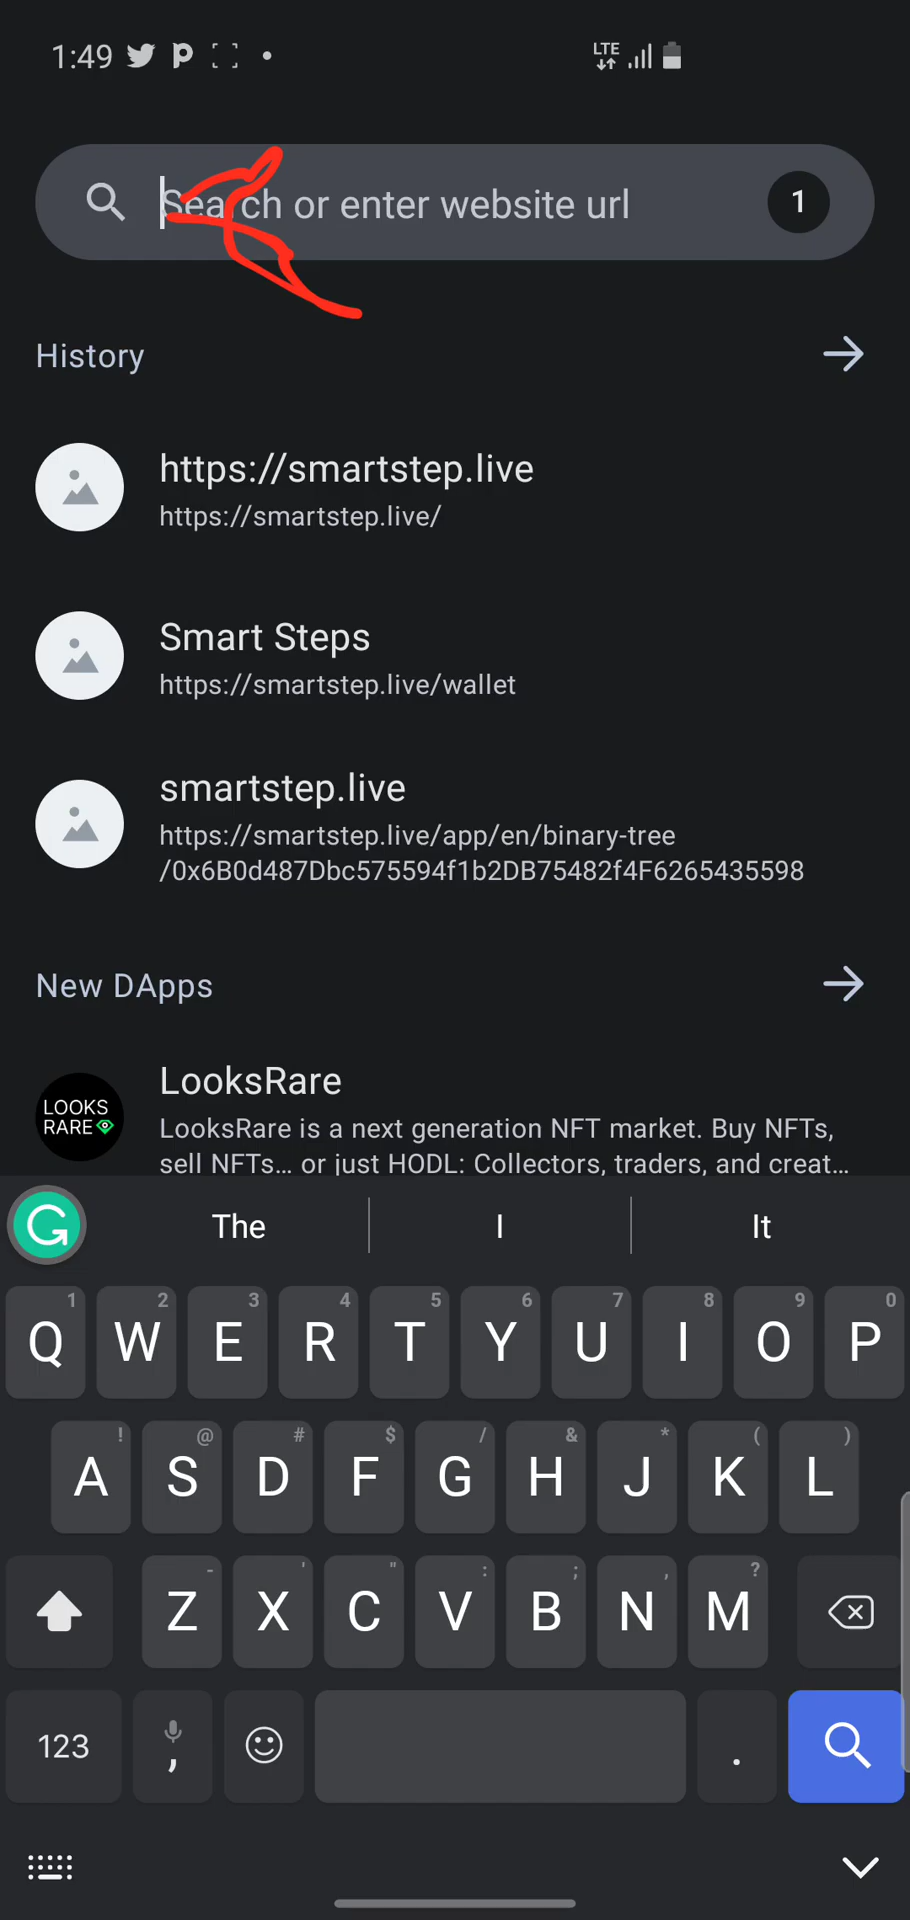 1:49
LTE
Search or enter website url
1
History
https://smartstep.live
https://smartstep.live/
Smart Steps
https://smartstep.live/wallet
smartstep.live
https://smartstep.live/app/en/binary-tree
/0x6B0d487Dbc575594f1b2DB75482f4F6265435598
New DApps
LOOKS
RARE
LooksRare
LooksRare is a next generation NFT market. Buy NFTs,
sell NFTs... or just HODL: Collectors, traders, and creat...
The I It
1 2 3 4 5 6 7 8 9 0
Q W E R T Y U I O P
! @ # $ / & * ( )
A S D F G H J K L
- ' " : ; , ?
Z X C V B N M
123 , .